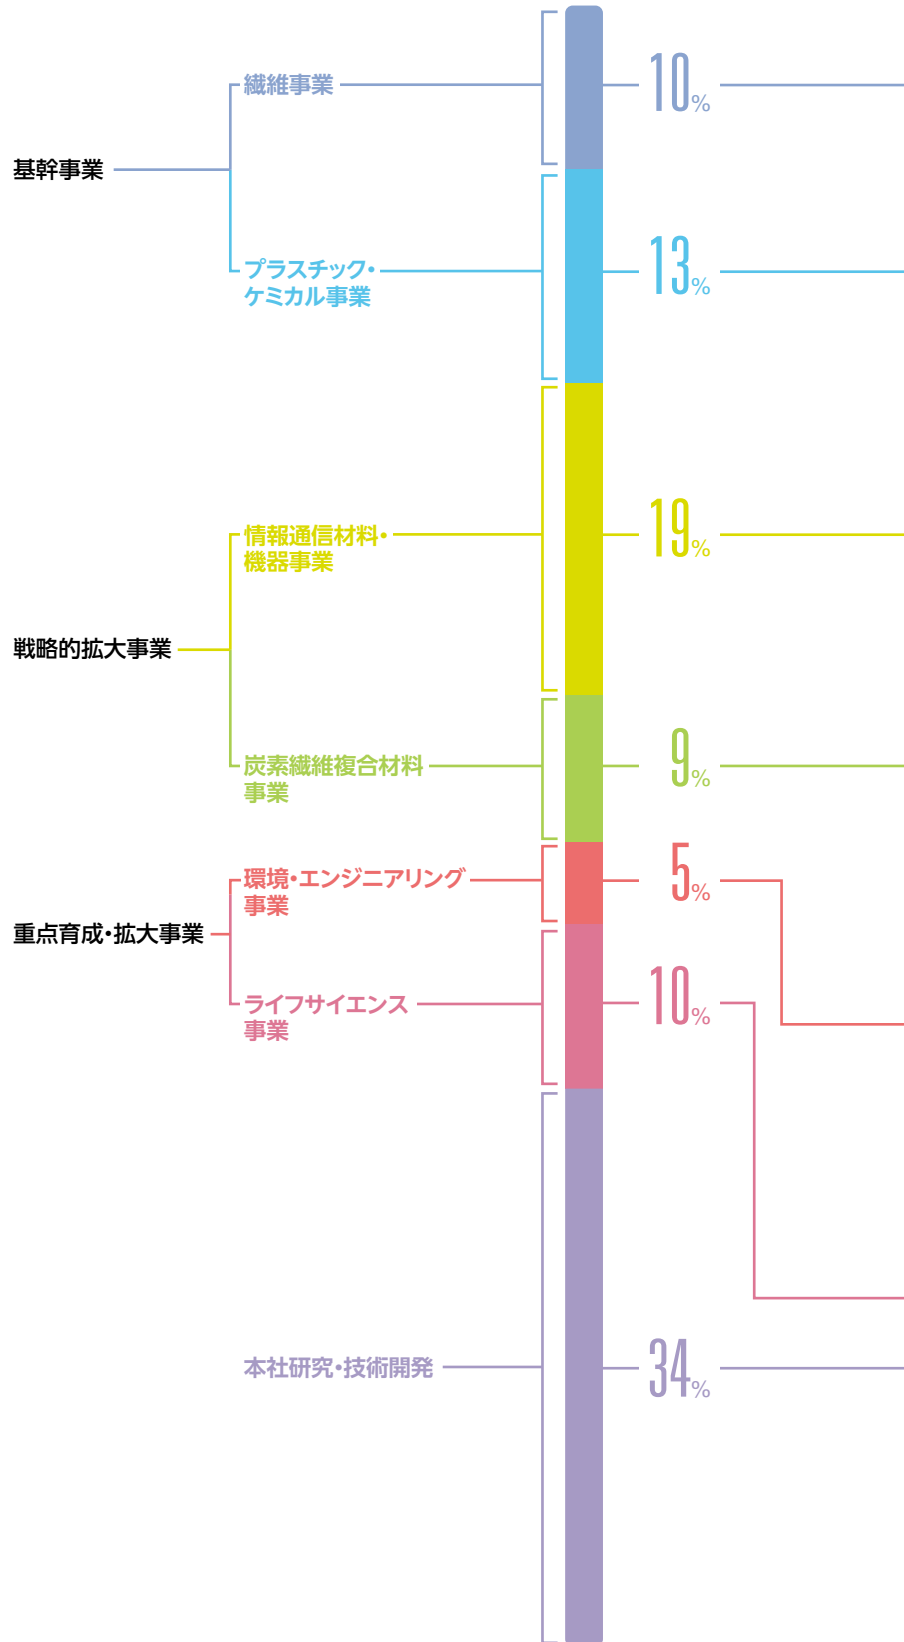 基幹事業
繊維事業
10%
プラスチック・
ケミカル事業
13%
戦略的拡大事業
情報通信材料・
機器事業
19%
炭素繊維複合材料
事業
9%
重点育成・拡大事業
環境・エンジニアリング
事業
5%
ライフサイエンス
事業
10%
本社研究・技術開発
34%